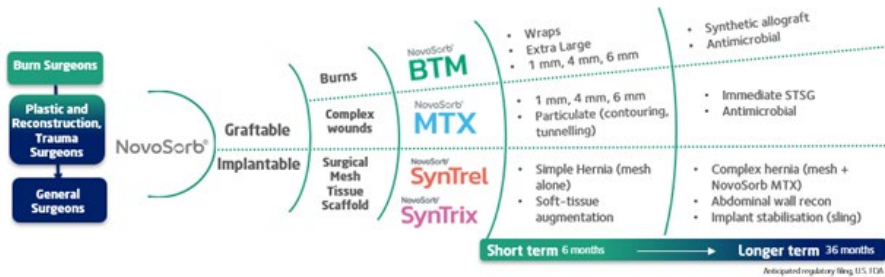 Burn Surgeons
Plastic and
Reconstruction,
Trauma
Surgeons
General
Surgeons
NovoSorb®
Graftable
Implantable
Burns
Complex
wounds
Surgical
Mesh
Tissue
Scaffold
NovoSorb®
BTM
NovoSorb®
MTX
NovoSorb®
SynTrel
NovoSorb®
SynTrix
• Wraps
• Extra Large
• 1 mm, 4 mm, 6 mm
• 1 mm, 4 mm, 6 mm
• Particulate (contouring,
tunnelling)
• Simple Hernia (mesh
alone)
• Soft-tissue
augmentation
• Synthetic allograft
• Antimicrobial
• Immediate STSG
• Antimicrobial
• Complex hernia (mesh +
NovoSorb MTX)
• Abdominal wall recon
• Implant stabilisation (sling)
Short term 6 months
Longer term 36 months
Anticipated regulatory filing, U.S. FDA